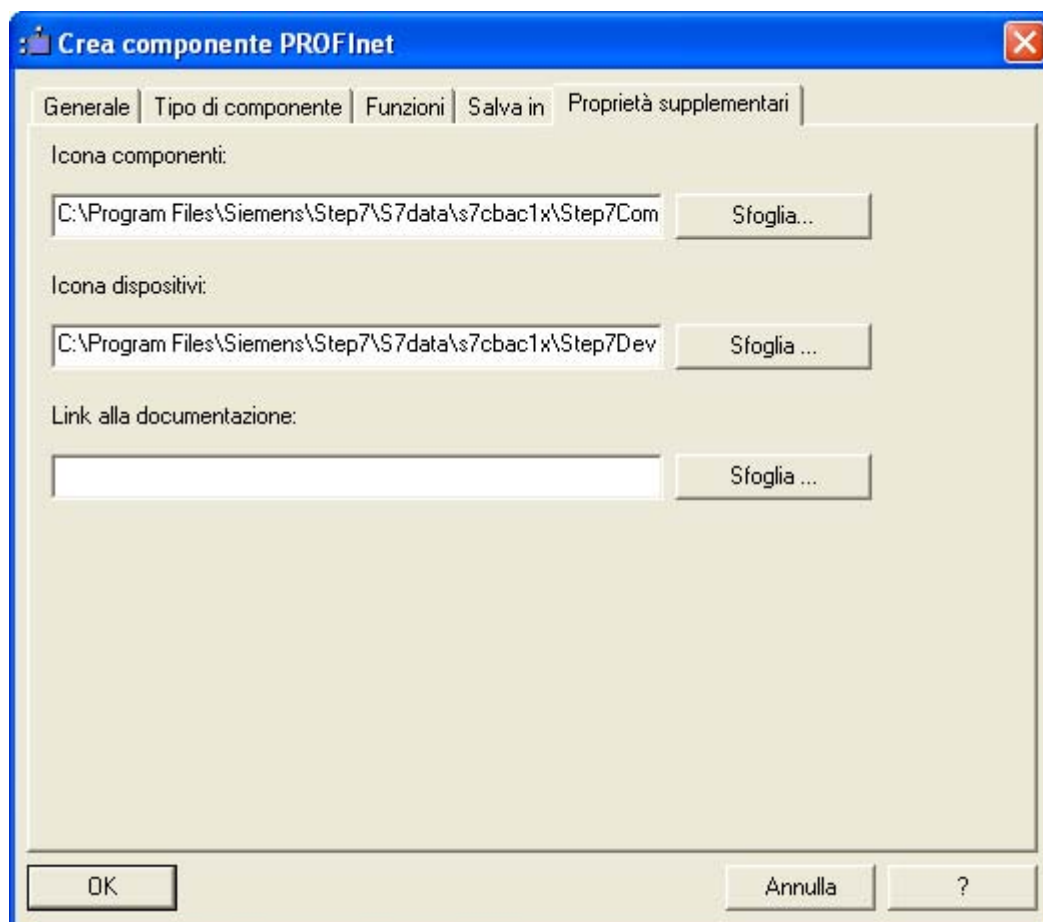 Crea componente PROFInet
Generale Tipo di componente Funzioni Salva in Proprietà supplementari
Icona componenti:
C:\Program Files\Siemens\Step7\S7data\s7cbac1x\Step7Com Sfoglia...
Icona dispositivi:
C:\Program Files\Siemens\Step7\S7data\s7cbac1x\Step7Dev Sfoglia ...
Link alla documentazione:
Sfoglia ...
OK Annulla ?